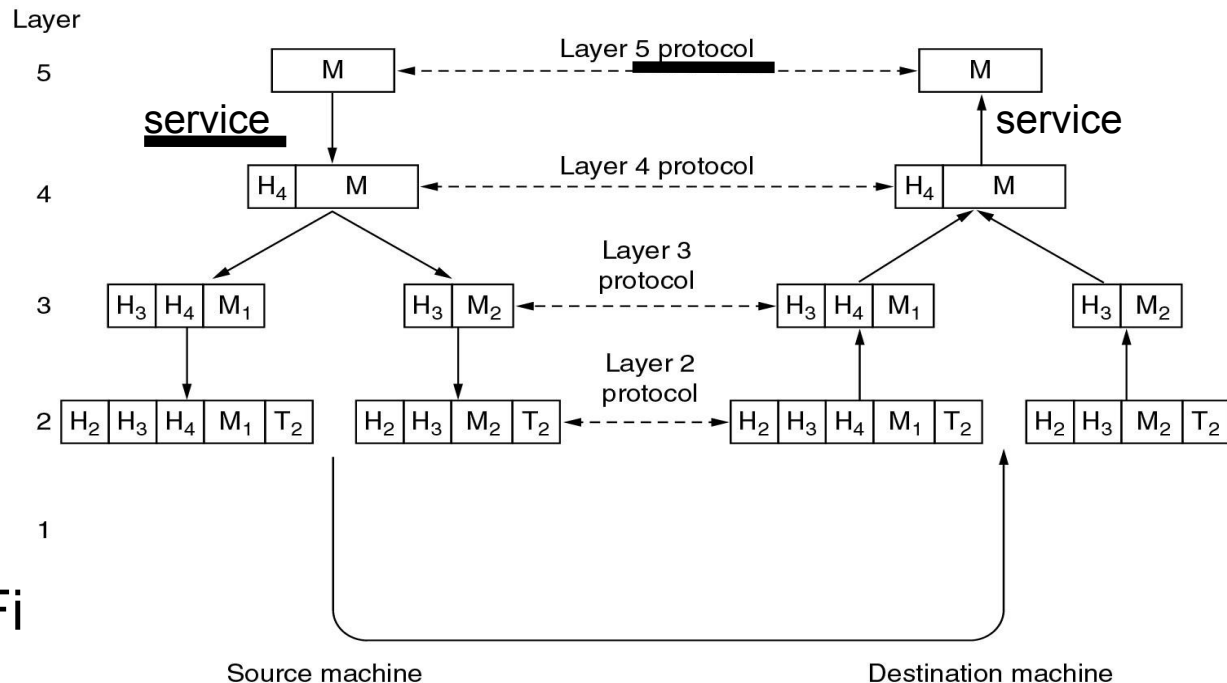 Layer
5 M Layer 5 protocol M
service service
4 H₄ M Layer 4 protocol H₄ M
Layer 3
protocol
3 H₃ H₄ M₁ H₃ M₂ H₃ H₄ M₁ H₃ M₂
Layer 2
protocol
2 H₂ H₃ H₄ M₁ T₂ H₂ H₃ M₂ T₂ H₂ H₃ H₄ M₁ T₂ H₂ H₃ M₂ T₂
1
Fi
Source machine Destination machine